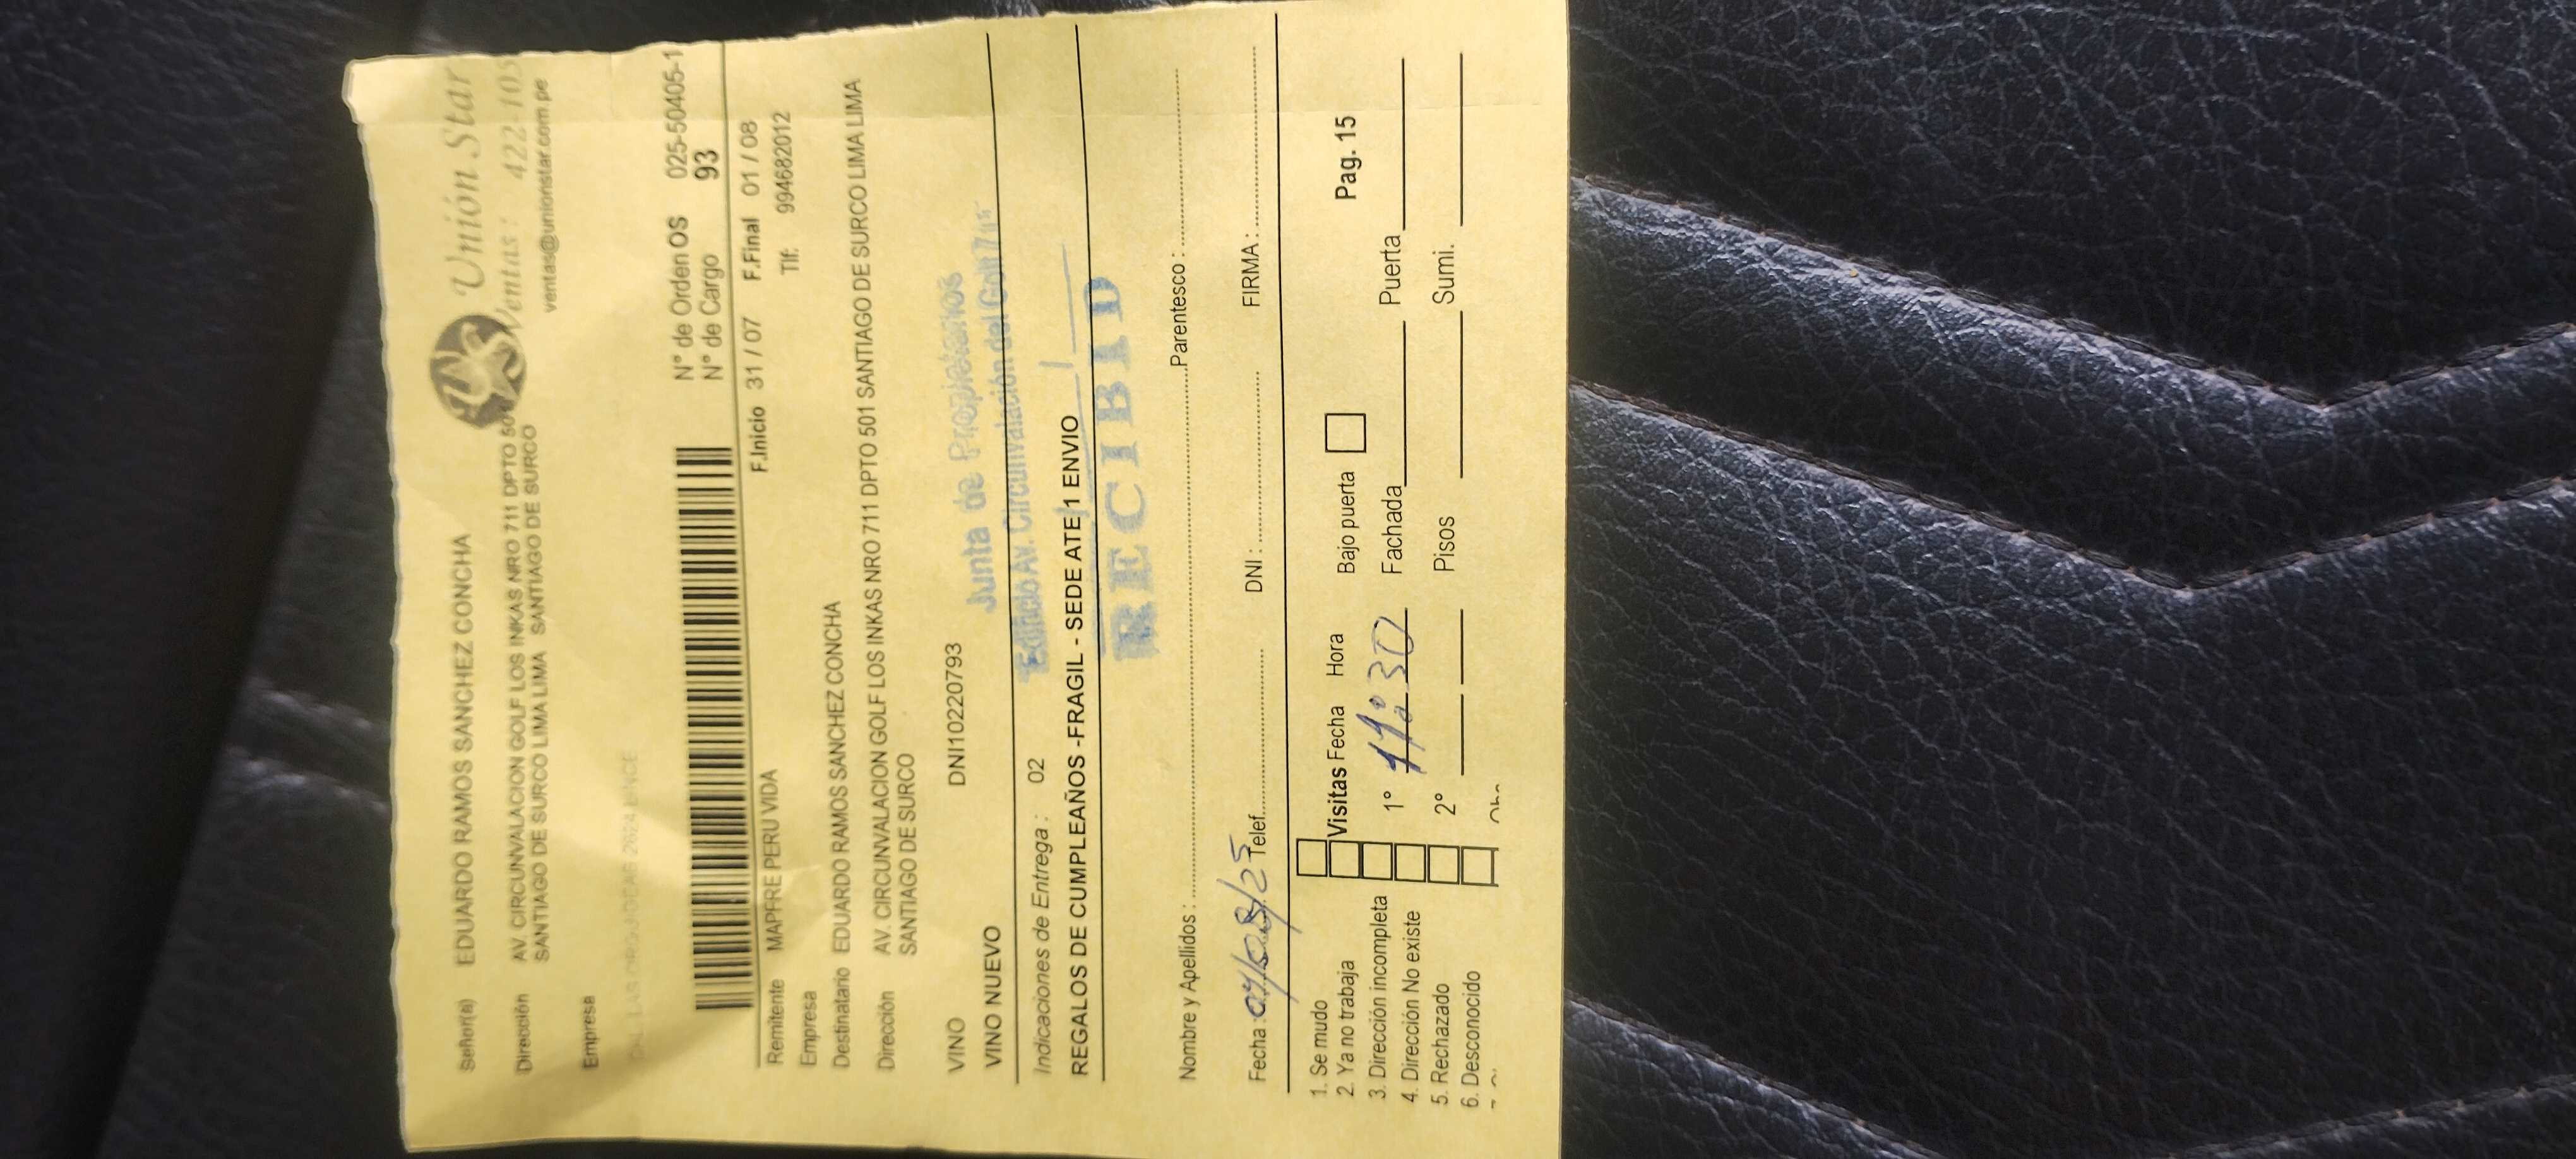 Señor(a) EDUARDO RAMOS SANCHEZ CONCHA
Unión Star
Ventas : 422-103
ventas@unionstar.com.pe
Dirección AV. CIRCUNVALACION GOLF LOS INKAS NRO 711 DPTO 50
SANTIAGO DE SURCO LIMA LIMA SANTIAGO DE SURCO
Empresa
N° de Orden OS 025-50405-1
N° de Cargo 93
F.Inicio 31 / 07 F.Final 01 / 08
Remitente MAPFRE PERU VIDA Tlf: 994682012
Empresa
Destinatario EDUARDO RAMOS SANCHEZ CONCHA
Dirección AV. CIRCUNVALACION GOLF LOS INKAS NRO 711 DPTO 501 SANTIAGO DE SURCO LIMA LIMA
SANTIAGO DE SURCO
VINO DNI10220793
VINO NUEVO
Junta de Propietarios
Edificio Av. Circunvalación del Golf 711
Indicaciones de Entrega : 02
REGALOS DE CUMPLEAÑOS -FRAGIL - SEDE ATE/1 ENVIO
RECIBID
Nombre y Apellidos : Parentesco :
Fecha : 01/08/25 Telef. DNI : FIRMA :
1. Se mudo
2. Ya no trabaja
3. Dirección incompleta
4. Dirección No existe
5. Rechazado
6. Desconocido
Visitas Fecha Hora Bajo puerta Pag. 15
1° 11:30 Fachada Puerta
2° Pisos Sumi.